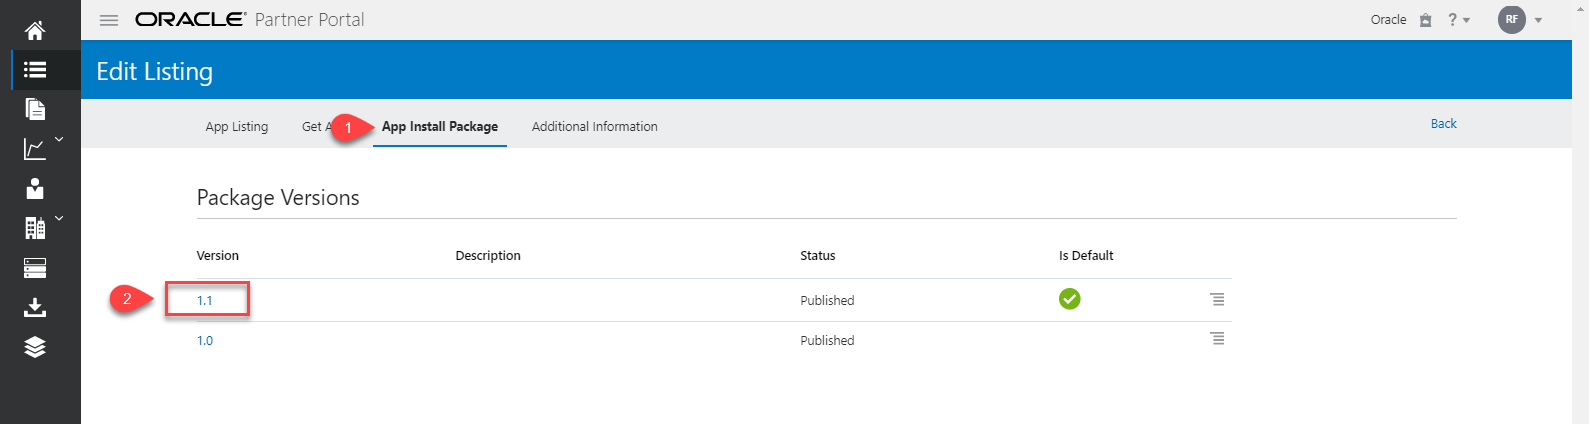 ORACLE® Partner Portal
Oracle ? RF
Edit Listing
App Listing Get A 1 App Install Package Additional Information Back
Package Versions
Version Description Status Is Default
2 1.1 Published
1.0 Published